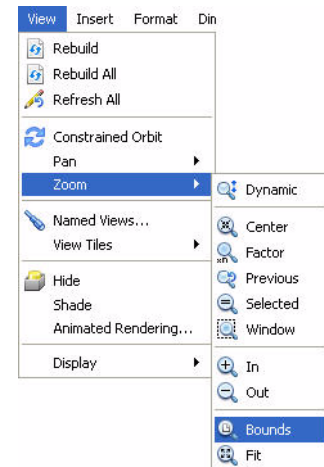 View Insert Format Din
Rebuild
Rebuild All
Refresh All
Constrained Orbit
Pan
Zoom
Named Views...
View Tiles
Hide
Shade
Animated Rendering...
Display
Dynamic
Center
Factor
Previous
Selected
Window
In
Out
Bounds
Fit